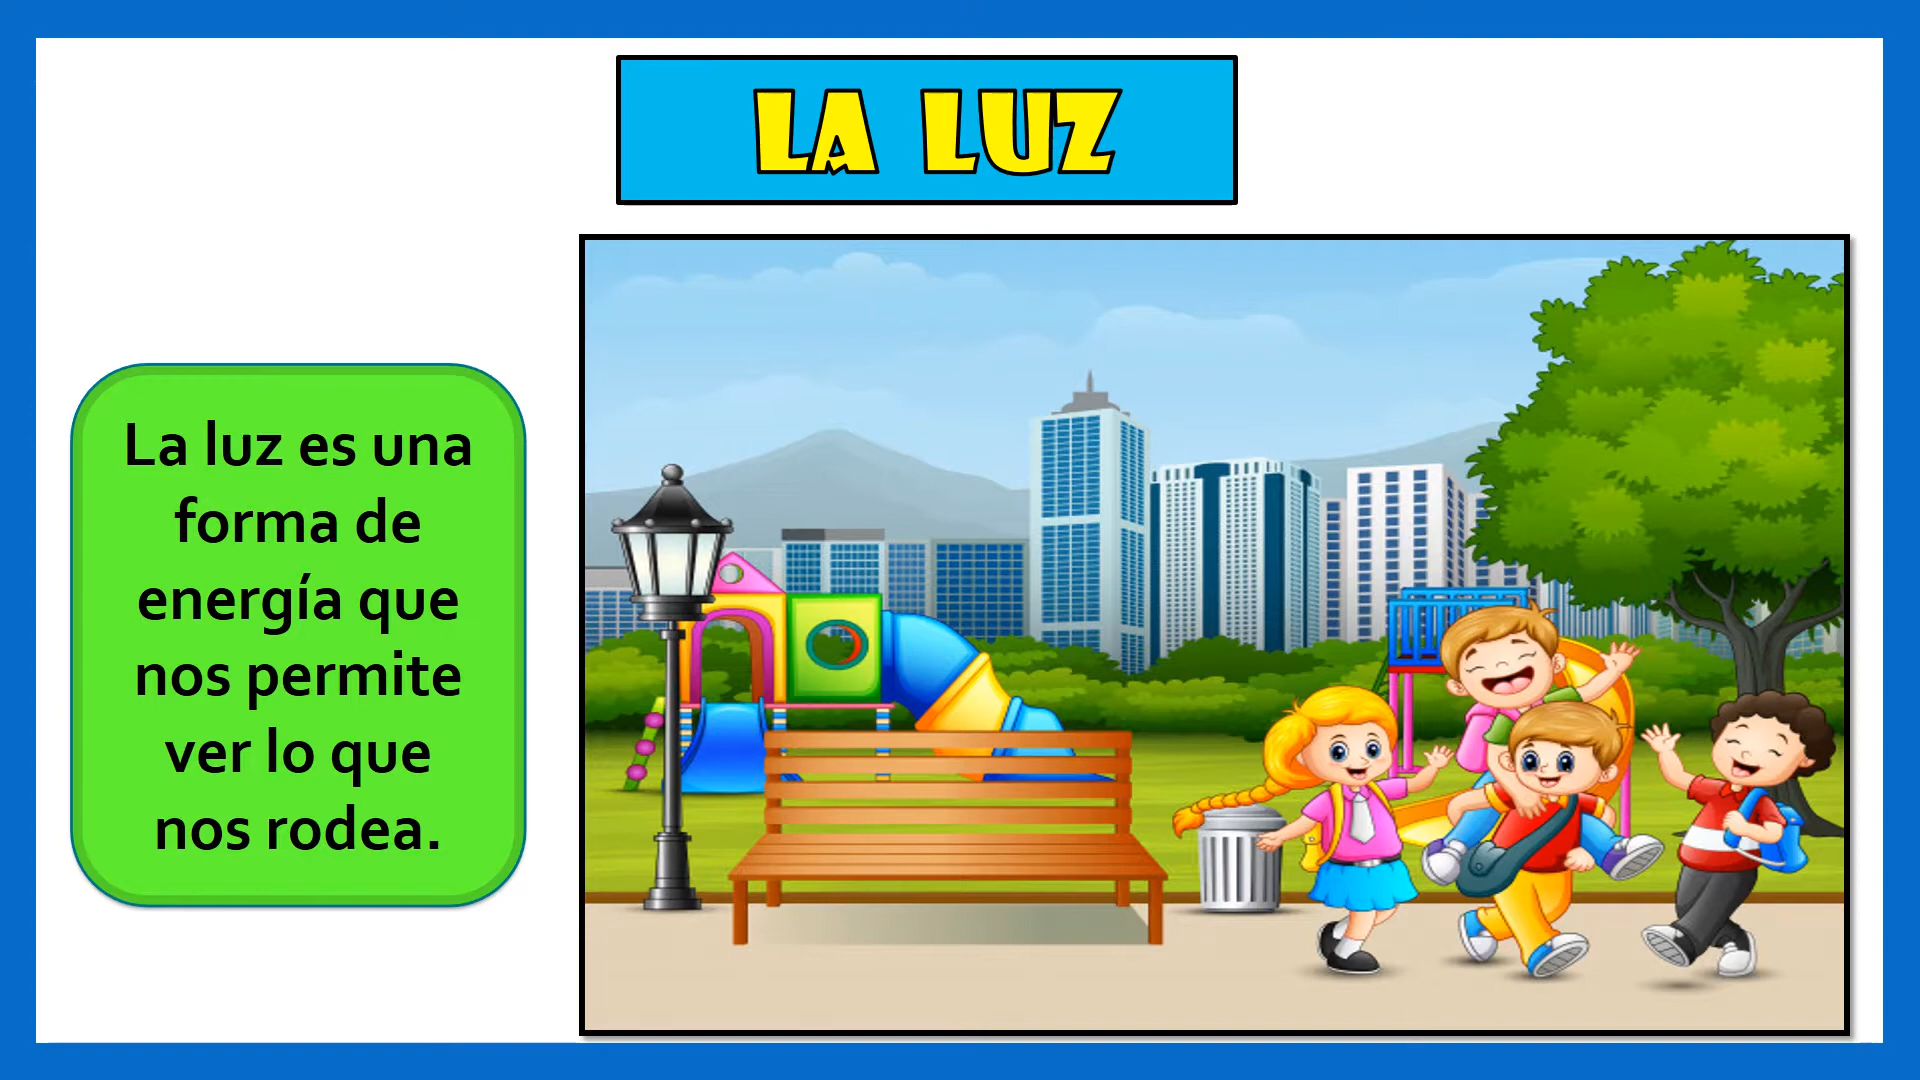 LA LUZ
La luz es una
forma de
energía que
nos permite
ver lo que
nos rodea.